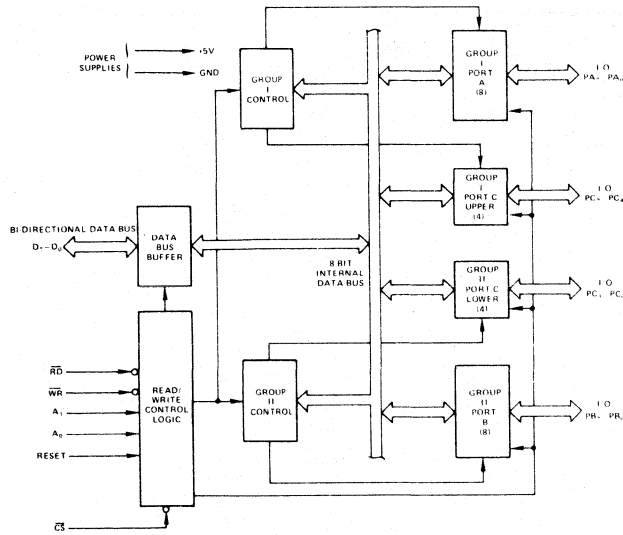 POWER
SUPPLIES
+5V
GND
GROUP
I
CONTROL
GROUP
I
PORT
A
(8)
I/O
PA₇ PA₀
GROUP
I
PORT C
UPPER
(4)
I/O
PC₇ PC₄
BI-DIRECTIONAL DATA BUS
D₇–D₀
DATA
BUS
BUFFER
8 BIT
INTERNAL
DATA BUS
GROUP
II
PORT C
LOWER
(4)
I/O
PC₃ PC₀
RD
WR
A₁
A₀
RESET
CS
READ/
WRITE
CONTROL
LOGIC
GROUP
II
CONTROL
GROUP
II
PORT
B
(8)
I/O
PB₇ PB₀